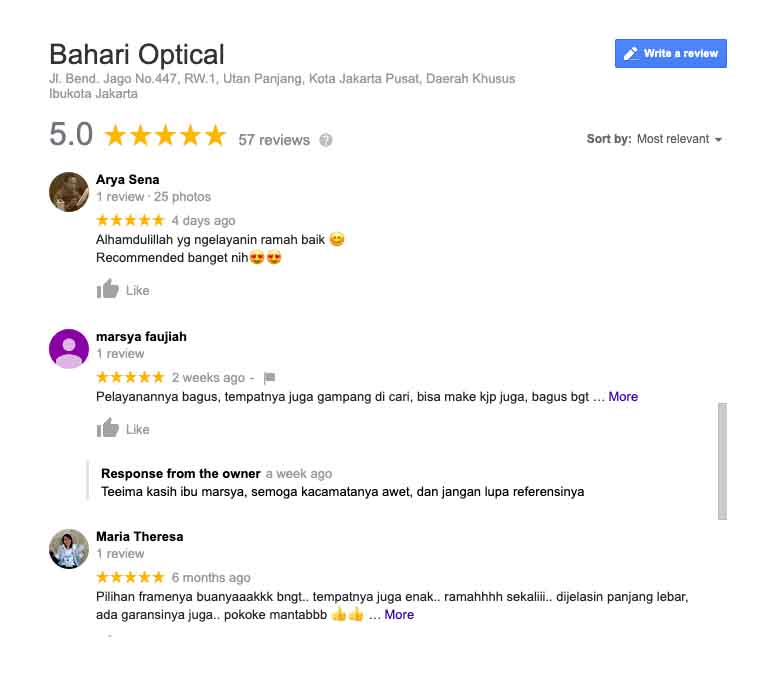 Bahari Optical
Write a review
Jl. Bend. Jago No.447, RW.1, Utan Panjang, Kota Jakarta Pusat, Daerah Khusus
Ibukota Jakarta
5.0 57 reviews ?
Sort by: Most relevant
Arya Sena
1 review · 25 photos
4 days ago
Alhamdulillah yg ngelayanin ramah baik 😊
Recommended banget nih😍😍
Like
marsya faujiah
1 review
2 weeks ago -
Pelayanannya bagus, tempatnya juga gampang di cari, bisa make kjp juga, bagus bgt … More
Like
Response from the owner a week ago
Teeima kasih ibu marsya, semoga kacamatanya awet, dan jangan lupa referensinya
Maria Theresa
1 review
6 months ago
Pilihan framenya buanyaaakkk bngt.. tempatnya juga enak.. ramahhhh sekaliii.. dijelasin panjang lebar,
ada garansinya juga.. pokoke mantabbb 👍👍 … More